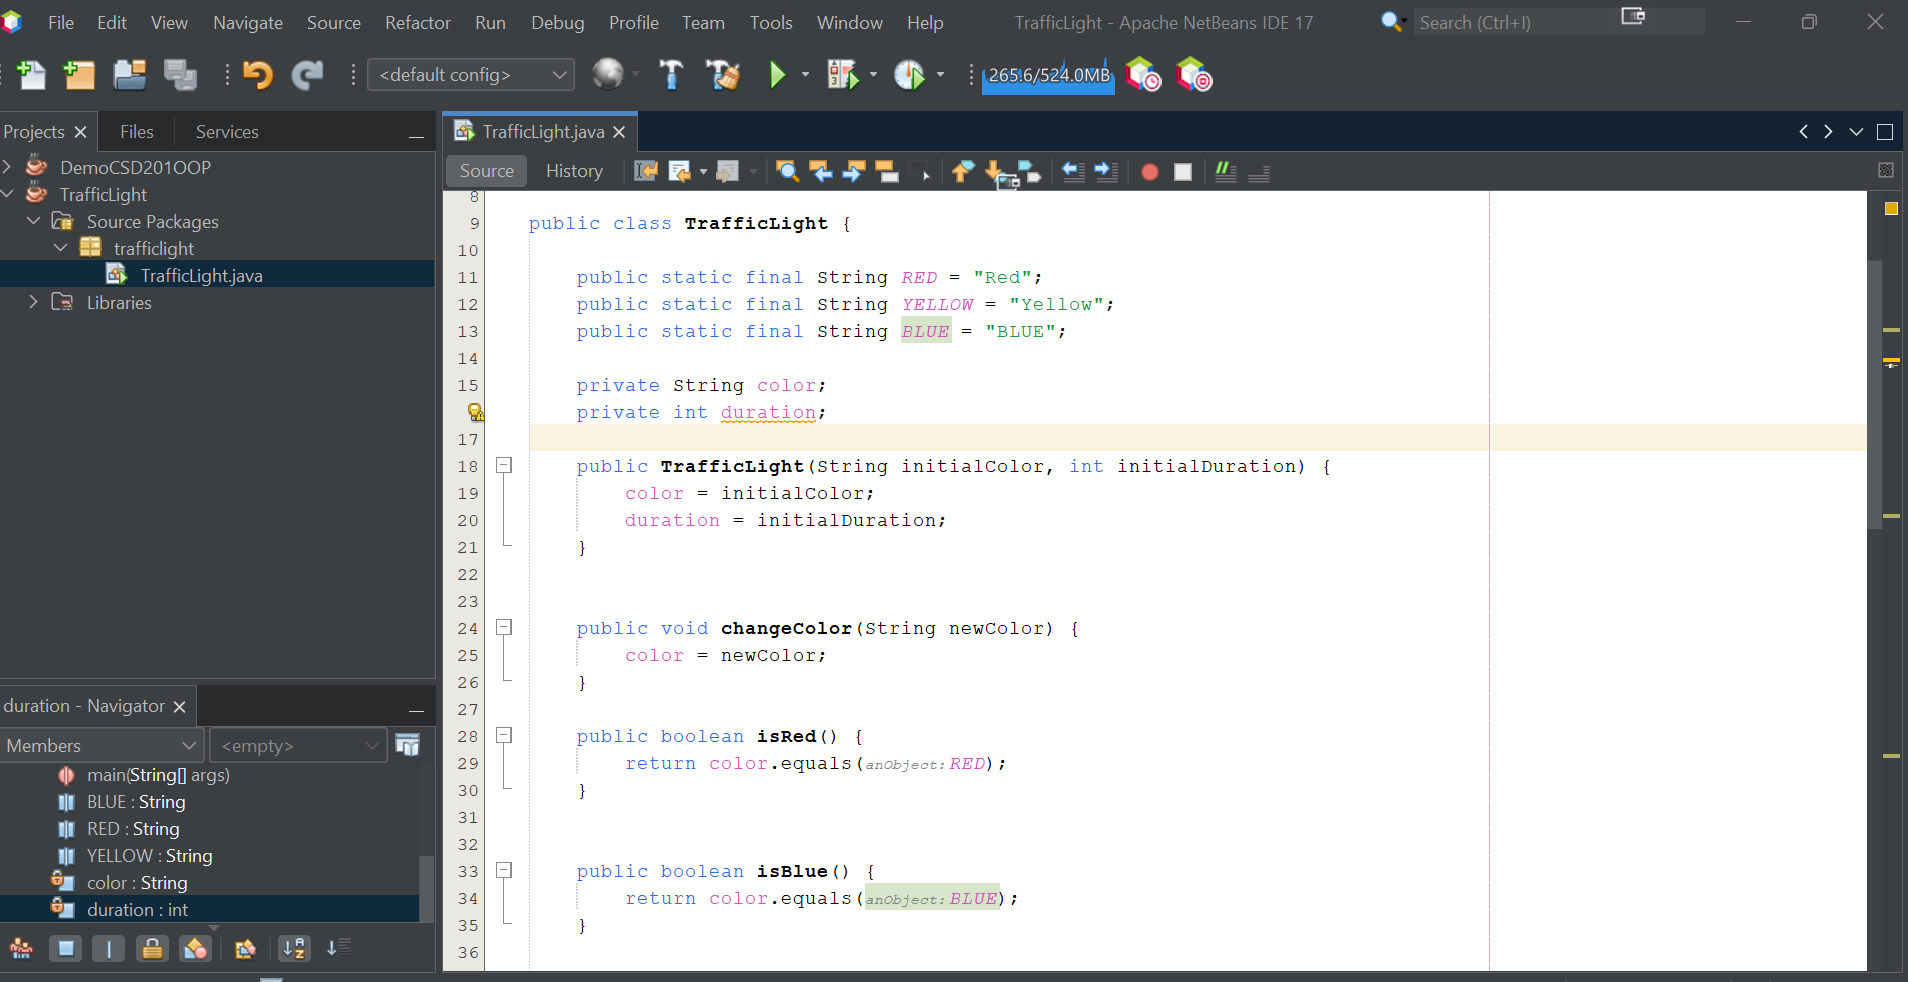 File Edit View Navigate Source Refactor Run Debug Profile Team Tools Window Help TrafficLight - Apache NetBeans IDE 17 Search (Ctrl+I)
<default config> 265.6/524.0MB
Projects Files Services
DemoCSD201OOP
TrafficLight
Source Packages
trafficlight
TrafficLight.java
Libraries
duration - Navigator
Members <empty>
main(String[] args)
BLUE : String
RED : String
YELLOW : String
color : String
duration : int
TrafficLight.java
Source History
8
9 public class TrafficLight {
10
11 public static final String RED = "Red";
12 public static final String YELLOW = "Yellow";
13 public static final String BLUE = "BLUE";
14
15 private String color;
private int duration;
17
18 public TrafficLight(String initialColor, int initialDuration) {
19 color = initialColor;
20 duration = initialDuration;
21 }
22
23
24 public void changeColor(String newColor) {
25 color = newColor;
26 }
27
28 public boolean isRed() {
29 return color.equals(anObject: RED);
30 }
31
32
33 public boolean isBlue() {
34 return color.equals(anObject: BLUE);
35 }
36